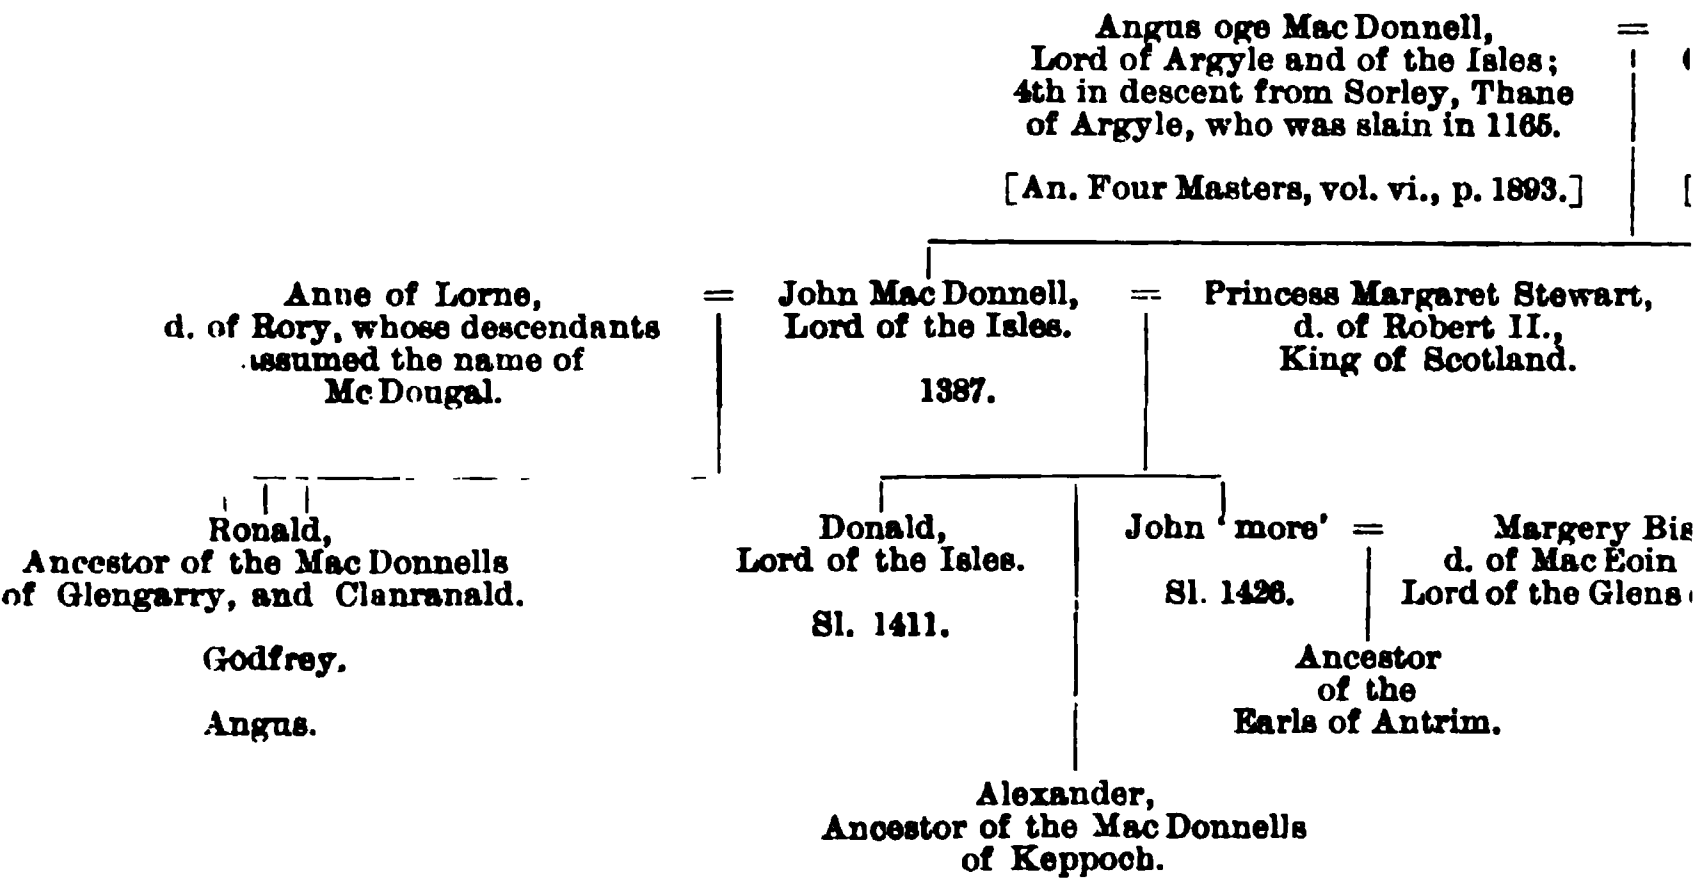 Angus oge Mac Donnell, =
Lord of Argyle and of the Isles;
4th in descent from Sorley, Thane
of Argyle, who was slain in 1165.
[An. Four Masters, vol. vi., p. 1893.] [
Anne of Lorne, = John Mac Donnell, = Princess Margaret Stewart,
d. of Rory, whose descendants Lord of the Isles. d. of Robert II.,
assumed the name of King of Scotland.
Mc Dougal. 1387.
Ronald, Donald, John 'more' = Margery Bis
Ancestor of the Mac Donnells Lord of the Isles. d. of Mac Eoin
of Glengarry, and Clanranald. Sl. 1426. Lord of the Glens
Sl. 1411.
Godfrey. Ancestor
of the
Angus. Earls of Antrim.
Alexander,
Ancestor of the Mac Donnells
of Keppoch.